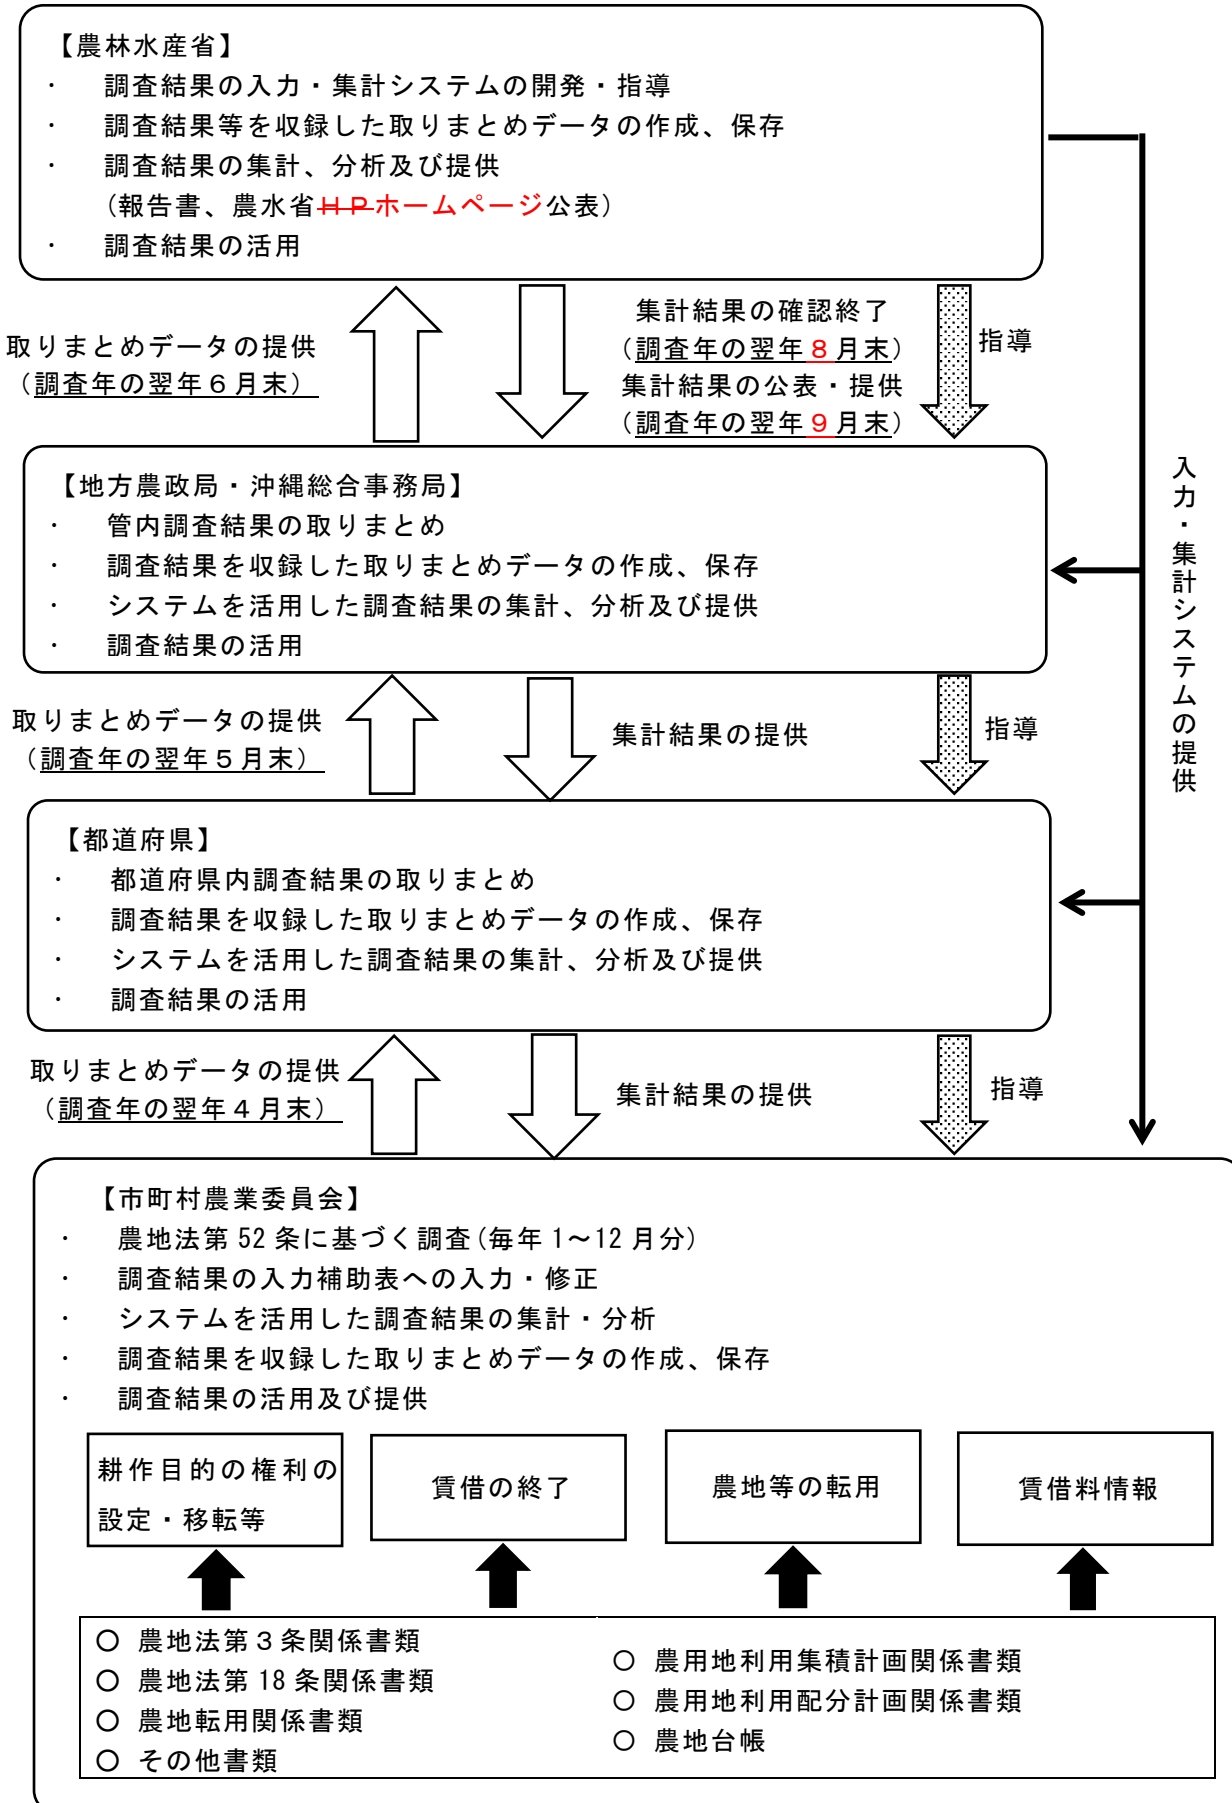 【農林水産省】
・ 調査結果の入力・集計システムの開発・指導
・ 調査結果等を収録した取りまとめデータの作成、保存
・ 調査結果の集計、分析及び提供
（報告書、農水省ＨＰホームページ公表）
・ 調査結果の活用
取りまとめデータの提供
（調査年の翌年６月末）
集計結果の確認終了
（調査年の翌年８月末）
集計結果の公表・提供
（調査年の翌年９月末）
指導
入力・集計システムの提供
【地方農政局・沖縄総合事務局】
・ 管内調査結果の取りまとめ
・ 調査結果を収録した取りまとめデータの作成、保存
・ システムを活用した調査結果の集計、分析及び提供
・ 調査結果の活用
取りまとめデータの提供
（調査年の翌年５月末）
集計結果の提供
指導
【都道府県】
・ 都道府県内調査結果の取りまとめ
・ 調査結果を収録した取りまとめデータの作成、保存
・ システムを活用した調査結果の集計、分析及び提供
・ 調査結果の活用
取りまとめデータの提供
（調査年の翌年４月末）
集計結果の提供
指導
【市町村農業委員会】
・ 農地法第52条に基づく調査(毎年1～12月分)
・ 調査結果の入力補助表への入力・修正
・ システムを活用した調査結果の集計・分析
・ 調査結果を収録した取りまとめデータの作成、保存
・ 調査結果の活用及び提供
耕作目的の権利の
設定・移転等
賃借の終了
農地等の転用
賃借料情報
○ 農地法第３条関係書類
○ 農地法第18条関係書類
○ 農地転用関係書類
○ その他書類
○ 農用地利用集積計画関係書類
○ 農用地利用配分計画関係書類
○ 農地台帳